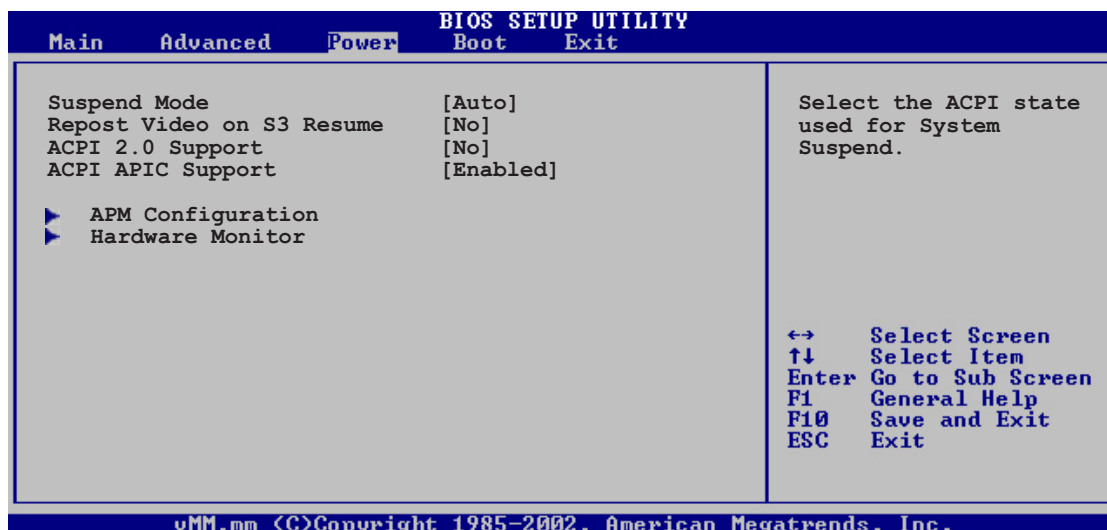 BIOS SETUP UTILITY
Main Advanced Power Boot Exit
Suspend Mode [Auto]
Repost Video on S3 Resume [No]
ACPI 2.0 Support [No]
ACPI APIC Support [Enabled]
APM Configuration
Hardware Monitor
Select the ACPI state
used for System
Suspend.
↔ Select Screen
↑↓ Select Item
Enter Go to Sub Screen
F1 General Help
F10 Save and Exit
ESC Exit
vMM.mm (C)Copyright 1985-2002, American Megatrends, Inc.